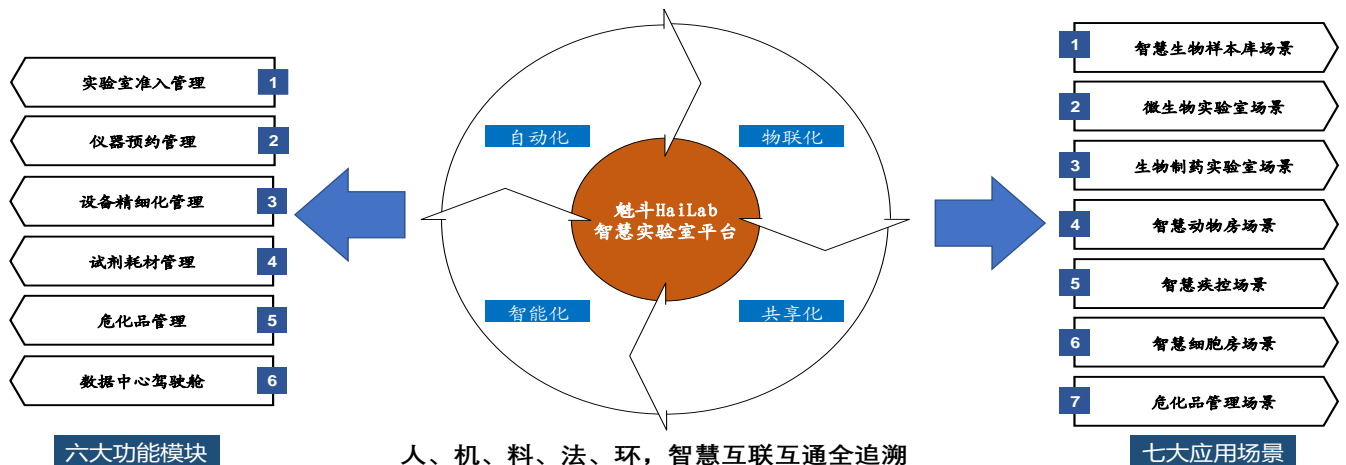 实验室准入管理 1
仪器预约管理 2
设备精细化管理 3
试剂耗材管理 4
危化品管理 5
数据中心驾驶舱 6
六大功能模块
自动化
物联化
魁斗HaiLab
智慧实验室平台
智能化
共享化
人、机、料、法、环，智慧互联互通全追溯
1 智慧生物样本库场景
2 微生物实验室场景
3 生物制药实验室场景
4 智慧动物房场景
5 智慧疾控场景
6 智慧细胞房场景
7 危化品管理场景
七大应用场景